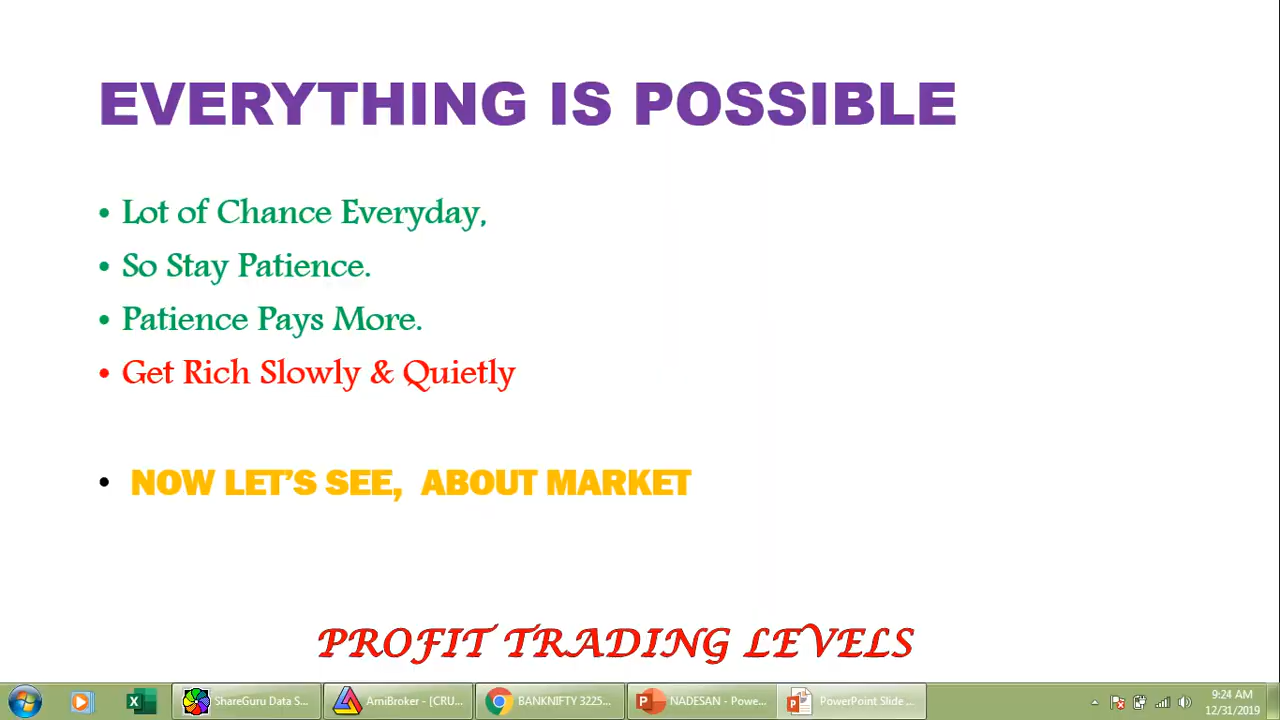 EVERYTHING IS POSSIBLE
• Lot of Chance Everyday,
• So Stay Patience.
• Patience Pays More.
• Get Rich Slowly & Quietly
• NOW LET'S SEE, ABOUT MARKET
PROFIT TRADING LEVELS
ShareGuru Data S... AmiBroker - [CRU... BANKNIFTY 3225... NADESAN - Powe... PowerPoint Slide ... 9:24 AM
12/31/2019